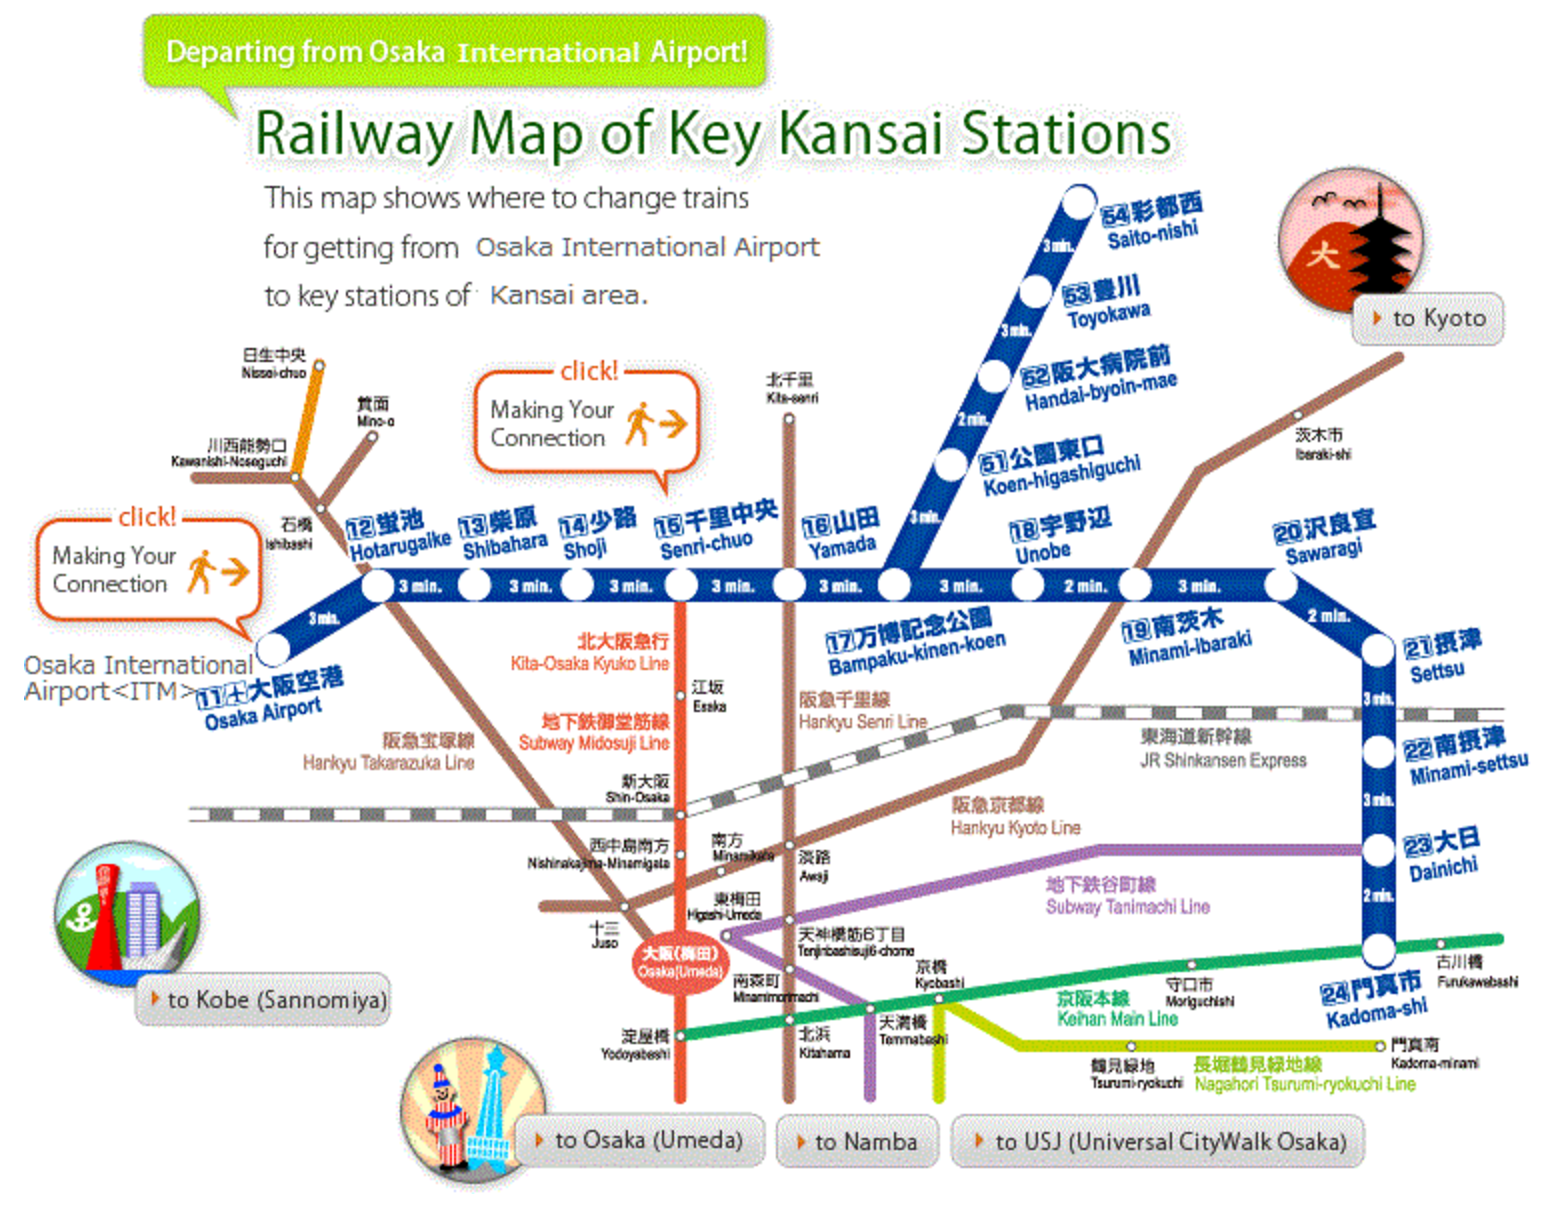 Departing from Osaka International Airport!
Railway Map of Key Kansai Stations
This map shows where to change trains
for getting from Osaka International Airport
to key stations of Kansai area.
to Kyoto
54 彩都西
Saito-nishi
3 min.
53 豊川
Toyokawa
3 min.
52 阪大病院前
Handai-byoin-mae
2 min.
51 公園東口
Koen-higashiguchi
3 min.
日生中央
Nissei-chuo
箕面
Mino-o
川西能勢口
Kawanishi-Noseguchi
石橋
Ishibashi
click!
Making Your
Connection
click!
Making Your
Connection
北千里
Kita-senri
茨木市
Ibaraki-shi
12 蛍池
Hotarugaike
13 柴原
Shibahara
14 少路
Shoji
15 千里中央
Senri-chuo
16 山田
Yamada
18 宇野辺
Unobe
20 沢良宜
Sawaragi
3 min.
3 min.
3 min.
3 min.
3 min.
3 min.
3 min.
2 min.
3 min.
2 min.
Osaka International
Airport<ITM>
11 大阪空港
Osaka Airport
17 万博記念公園
Bampaku-kinen-koen
19 南茨木
Minami-Ibaraki
21 摂津
Settsu
3 min.
22 南摂津
Minami-settsu
3 min.
23 大日
Dainichi
2 min.
24 門真市
Kadoma-shi
北大阪急行
Kita-Osaka Kyuko Line
江坂
Esaka
地下鉄御堂筋線
Subway Midosuji Line
阪急千里線
Hankyu Senri Line
阪急宝塚線
Hankyu Takarazuka Line
東海道新幹線
JR Shinkansen Express
新大阪
Shin-Osaka
阪急京都線
Hankyu Kyoto Line
西中島南方
Nishinakajima-Minamigata
南方
Minamikata
淡路
Awaji
地下鉄谷町線
Subway Tanimachi Line
東梅田
Higashi-Umeda
十三
Juso
大阪(梅田)
Osaka(Umeda)
天神橋筋6丁目
Tenjinbashisuji6-chome
南森町
Minamimorimachi
京橋
Kyobashi
京阪本線
Keihan Main Line
守口市
Moriguchishi
古川橋
Furukawabashi
淀屋橋
Yodoyabashi
北浜
Kitahama
天満橋
Temmabashi
鶴見緑地
Tsurumi-ryokuchi
長堀鶴見緑地線
Nagahori Tsurumi-ryokuchi Line
門真南
Kadoma-minami
大
to Kobe (Sannomiya)
to Osaka (Umeda)
to Namba
to USJ (Universal CityWalk Osaka)